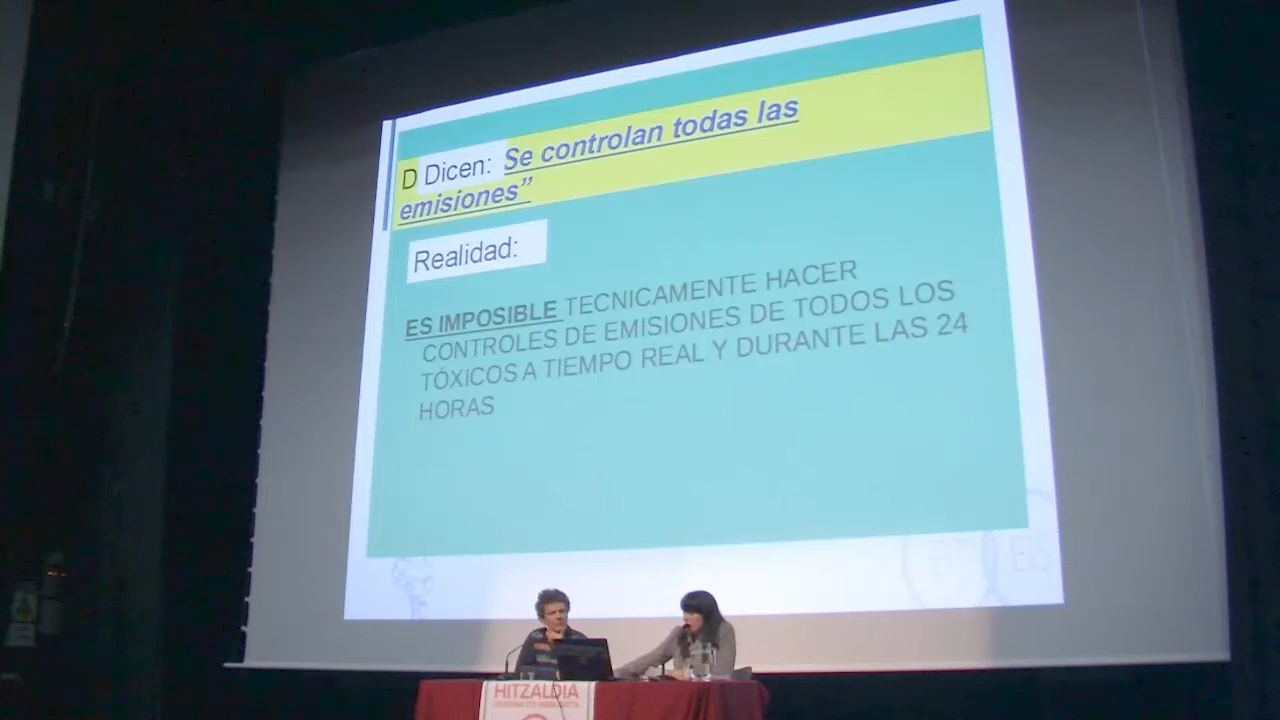 D Dicen: Se controlan todas las
emisiones”
Realidad:
ES IMPOSIBLE TECNICAMENTE HACER
CONTROLES DE EMISIONES DE TODOS LOS
TÓXICOS A TIEMPO REAL Y DURANTE LAS 24
HORAS
HITZALDIA